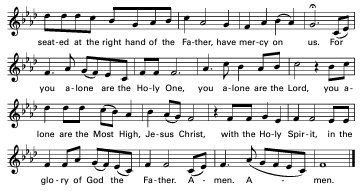 seat-ed at the right hand of the Fa-ther, have mer-cy on us. For
you a-lone are the Ho-ly One, you a-lone are the Lord, you a-
lone are the Most High, Je-sus Christ, with the Ho-ly Spir-it, in the
glo-ry of God the Fa-ther. A-men. A-men.